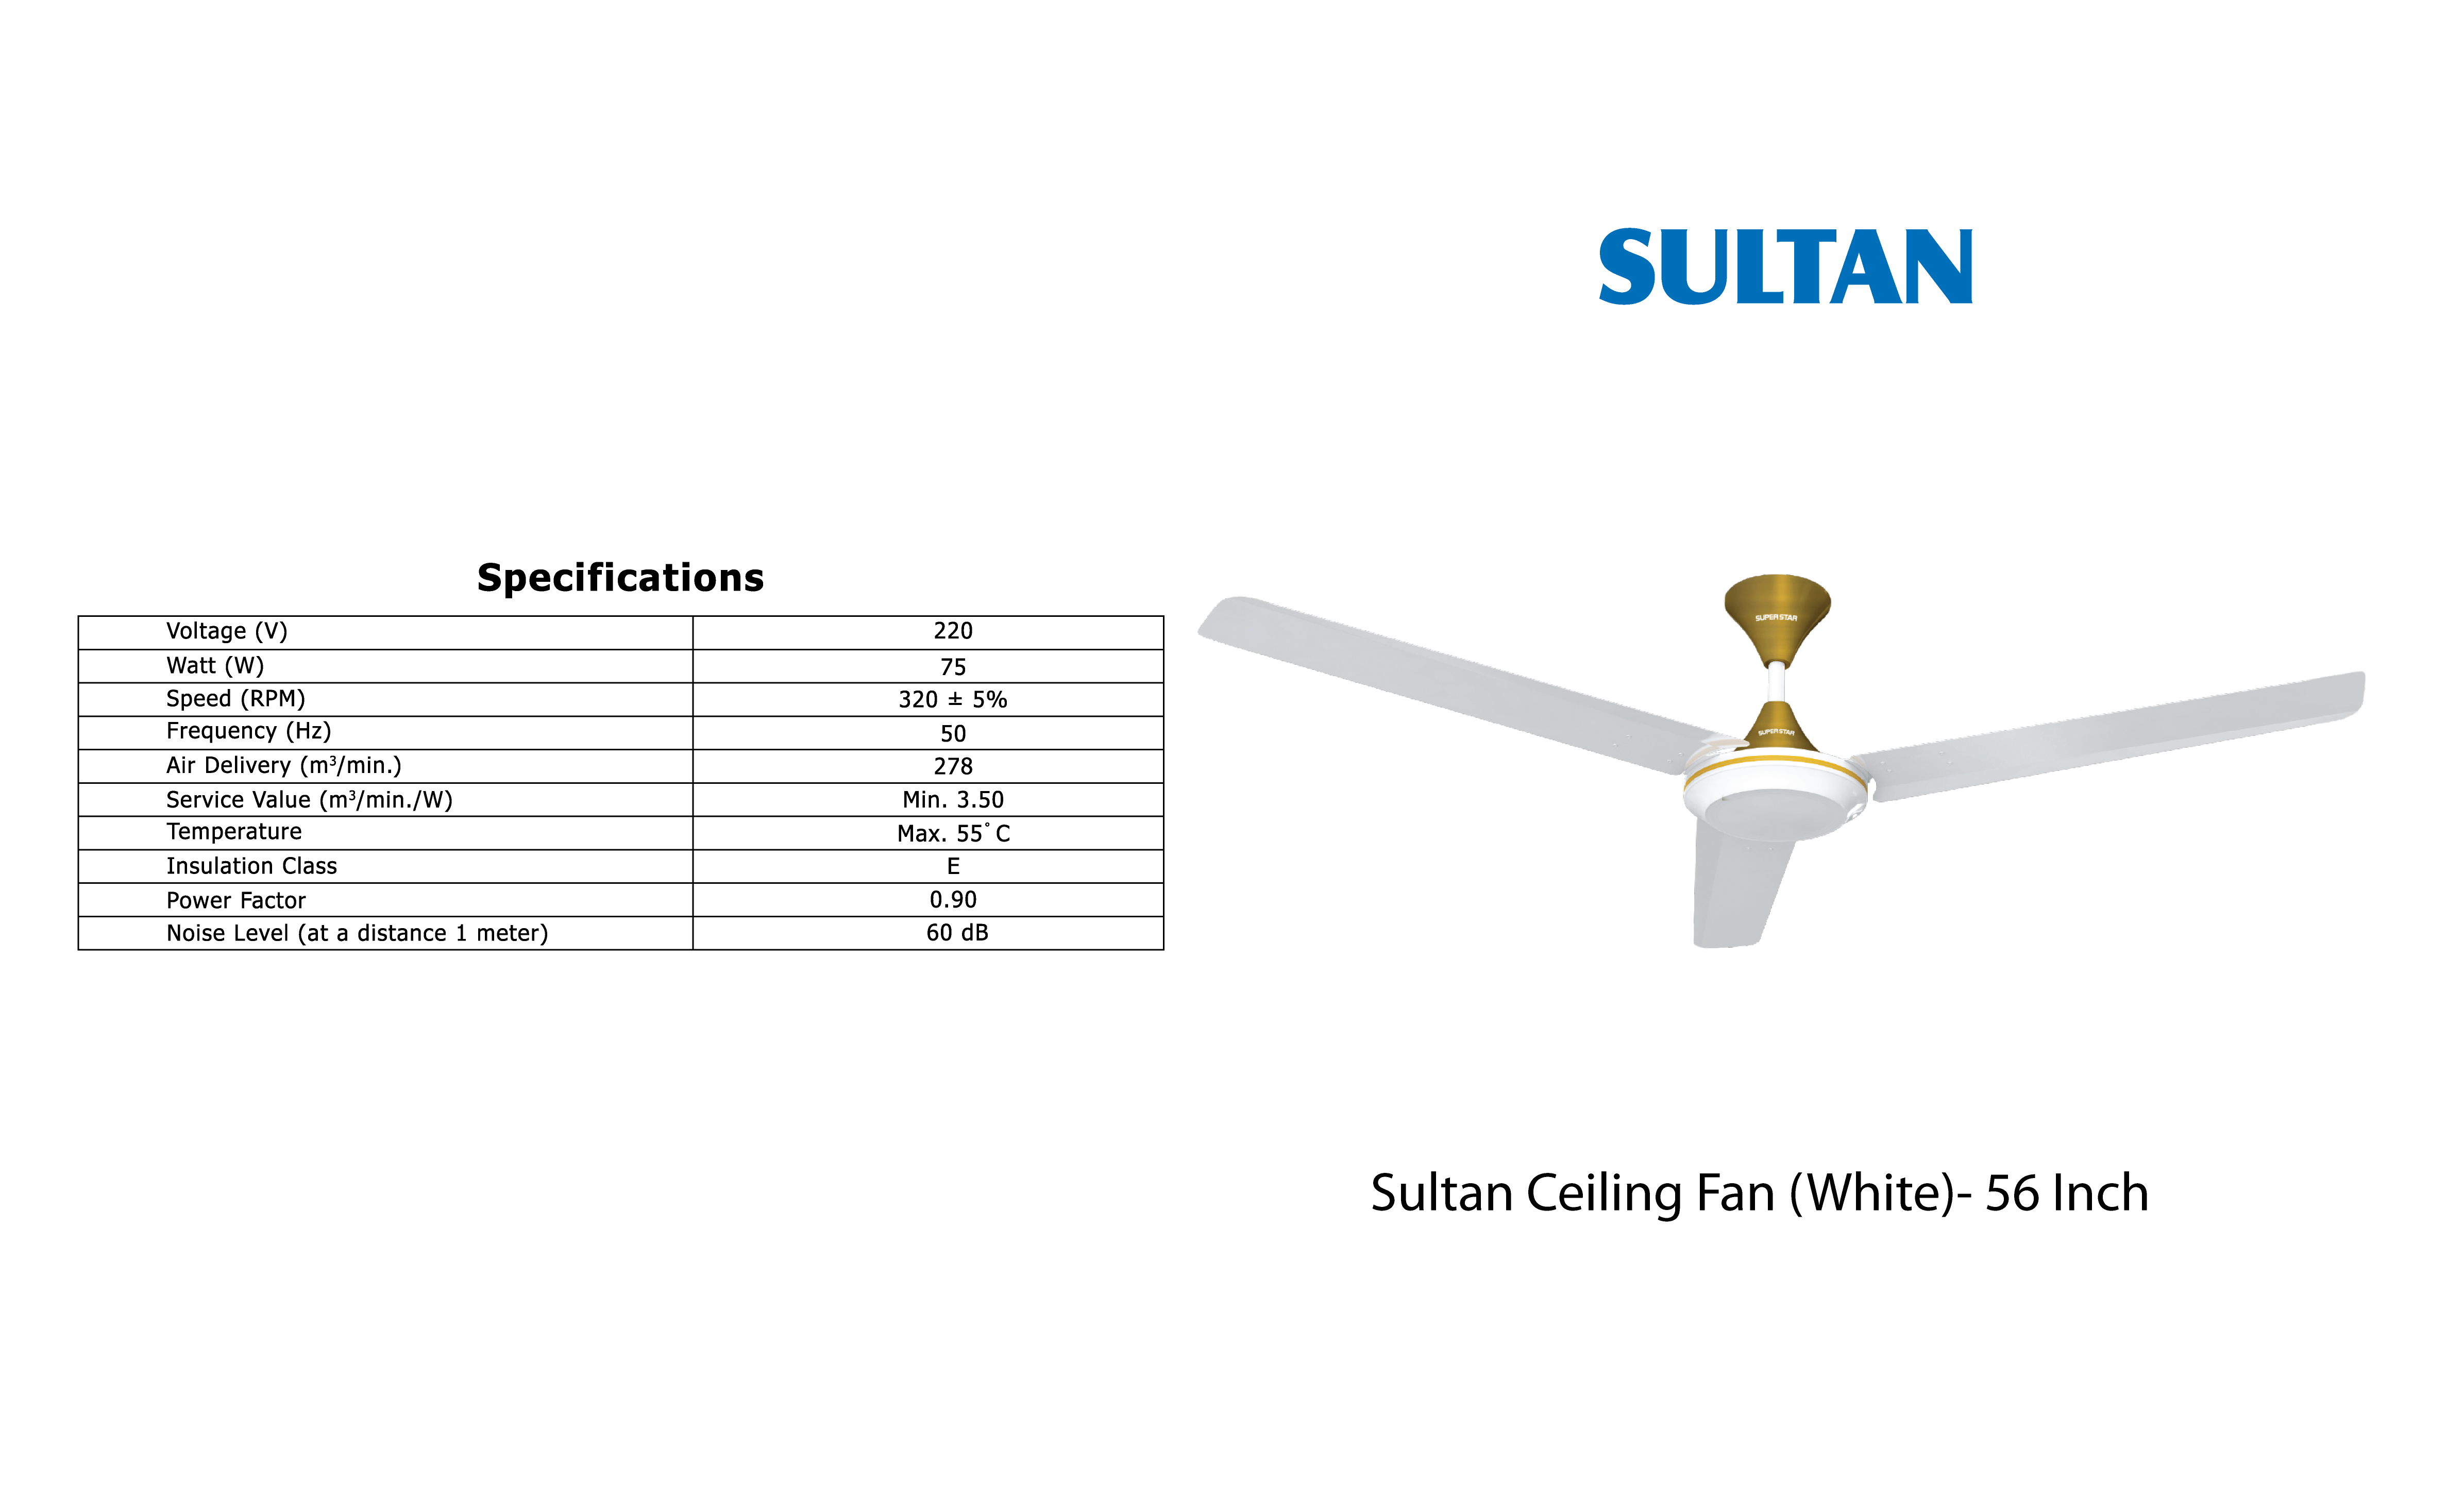 SULTAN
Specifications
Voltage (V) 220
Watt (W) 75
Speed (RPM) 320 ± 5%
Frequency (Hz) 50
Air Delivery (m³/min.) 278
Service Value (m³/min./W) Min. 3.50
Temperature Max. 55˚ C
Insulation Class E
Power Factor 0.90
Noise Level (at a distance 1 meter) 60 dB
SUPER STAR
SUPER STAR
Sultan Ceiling Fan (White)- 56 Inch